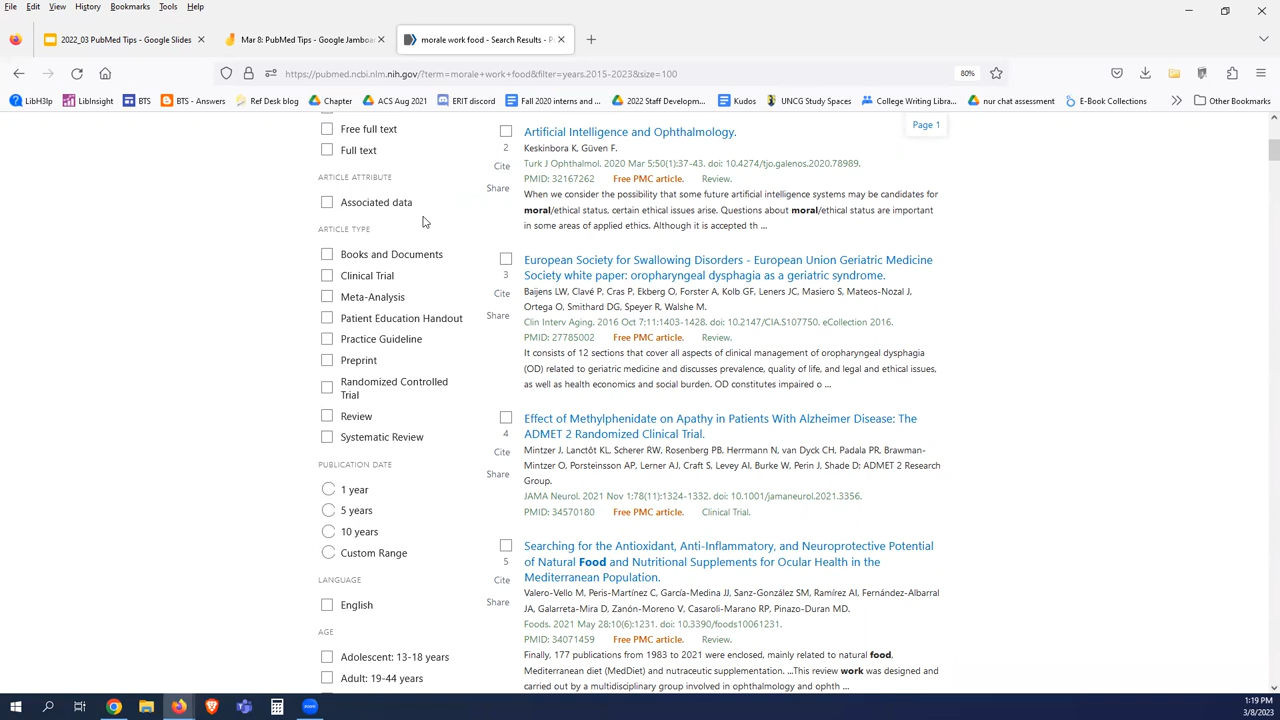 File Edit View History Bookmarks Tools Help
2022_03 PubMed Tips - Google Slides
Mar 8: PubMed Tips - Google Jamboa
morale work food - Search Results - P
https://pubmed.ncbi.nlm.nih.gov/?term=morale+work+food&filter=years.2015-2023&size=100
80%
LibH3lp LibInsight BTS BTS - Answers Ref Desk blog Chapter ACS Aug 2021 ERIT discord Fall 2020 interns and ... 2022 Staff Developm... Kudos UNCG Study Spaces College Writing Libra... nur chat assessment E-Book Collections Other Bookmarks
Free full text
Full text
ARTICLE ATTRIBUTE
Associated data
ARTICLE TYPE
Books and Documents
Clinical Trial
Meta-Analysis
Patient Education Handout
Practice Guideline
Preprint
Randomized Controlled
Trial
Review
Systematic Review
PUBLICATION DATE
1 year
5 years
10 years
Custom Range
LANGUAGE
English
AGE
Adolescent: 13-18 years
Adult: 19-44 years
Page 1
Artificial Intelligence and Ophthalmology.
2
Cite
Share
Keskinbora K, Güven F.
Turk J Ophthalmol. 2020 Mar 5;50(1):37-43. doi: 10.4274/tjo.galenos.2020.78989.
PMID: 32167262 Free PMC article. Review.
When we consider the possibility that some future artificial intelligence systems may be candidates for
moral/ethical status, certain ethical issues arise. Questions about moral/ethical status are important
in some areas of applied ethics. Although it is accepted th ...
European Society for Swallowing Disorders - European Union Geriatric Medicine
Society white paper: oropharyngeal dysphagia as a geriatric syndrome.
3
Cite
Share
Baijens LW, Clavé P, Cras P, Ekberg O, Forster A, Kolb GF, Leners JC, Masiero S, Mateos-Nozal J,
Ortega O, Smithard DG, Speyer R, Walshe M.
Clin Interv Aging. 2016 Oct 7;11:1403-1428. doi: 10.2147/CIA.S107750. eCollection 2016.
PMID: 27785002 Free PMC article. Review.
It consists of 12 sections that cover all aspects of clinical management of oropharyngeal dysphagia
(OD) related to geriatric medicine and discusses prevalence, quality of life, and legal and ethical issues,
as well as health economics and social burden. OD constitutes impaired o ...
Effect of Methylphenidate on Apathy in Patients With Alzheimer Disease: The
ADMET 2 Randomized Clinical Trial.
4
Cite
Share
Mintzer J, Lanctôt KL, Scherer RW, Rosenberg PB, Herrmann N, van Dyck CH, Padala PR, Brawman-
Mintzer O, Porsteinsson AP, Lerner AJ, Craft S, Levey AI, Burke W, Perin J, Shade D; ADMET 2 Research
Group.
JAMA Neurol. 2021 Nov 1;78(11):1324-1332. doi: 10.1001/jamaneurol.2021.3356.
PMID: 34570180 Free PMC article. Clinical Trial.
Searching for the Antioxidant, Anti-Inflammatory, and Neuroprotective Potential
of Natural Food and Nutritional Supplements for Ocular Health in the
Mediterranean Population.
5
Cite
Share
Valero-Vello M, Peris-Martínez C, García-Medina JJ, Sanz-González SM, Ramírez AI, Fernández-Albarral
JA, Galarreta-Mira D, Zanón-Moreno V, Casaroli-Marano RP, Pinazo-Duran MD.
Foods. 2021 May 28;10(6):1231. doi: 10.3390/foods10061231.
PMID: 34071459 Free PMC article. Review.
Finally, 177 publications from 1983 to 2021 were enclosed, mainly related to natural food,
Mediterranean diet (MedDiet) and nutraceutic supplementation. ...This review work was designed and
carried out by a multidisciplinary group involved in ophthalmology and ophth ...
zoom
1:19 PM
3/8/2023